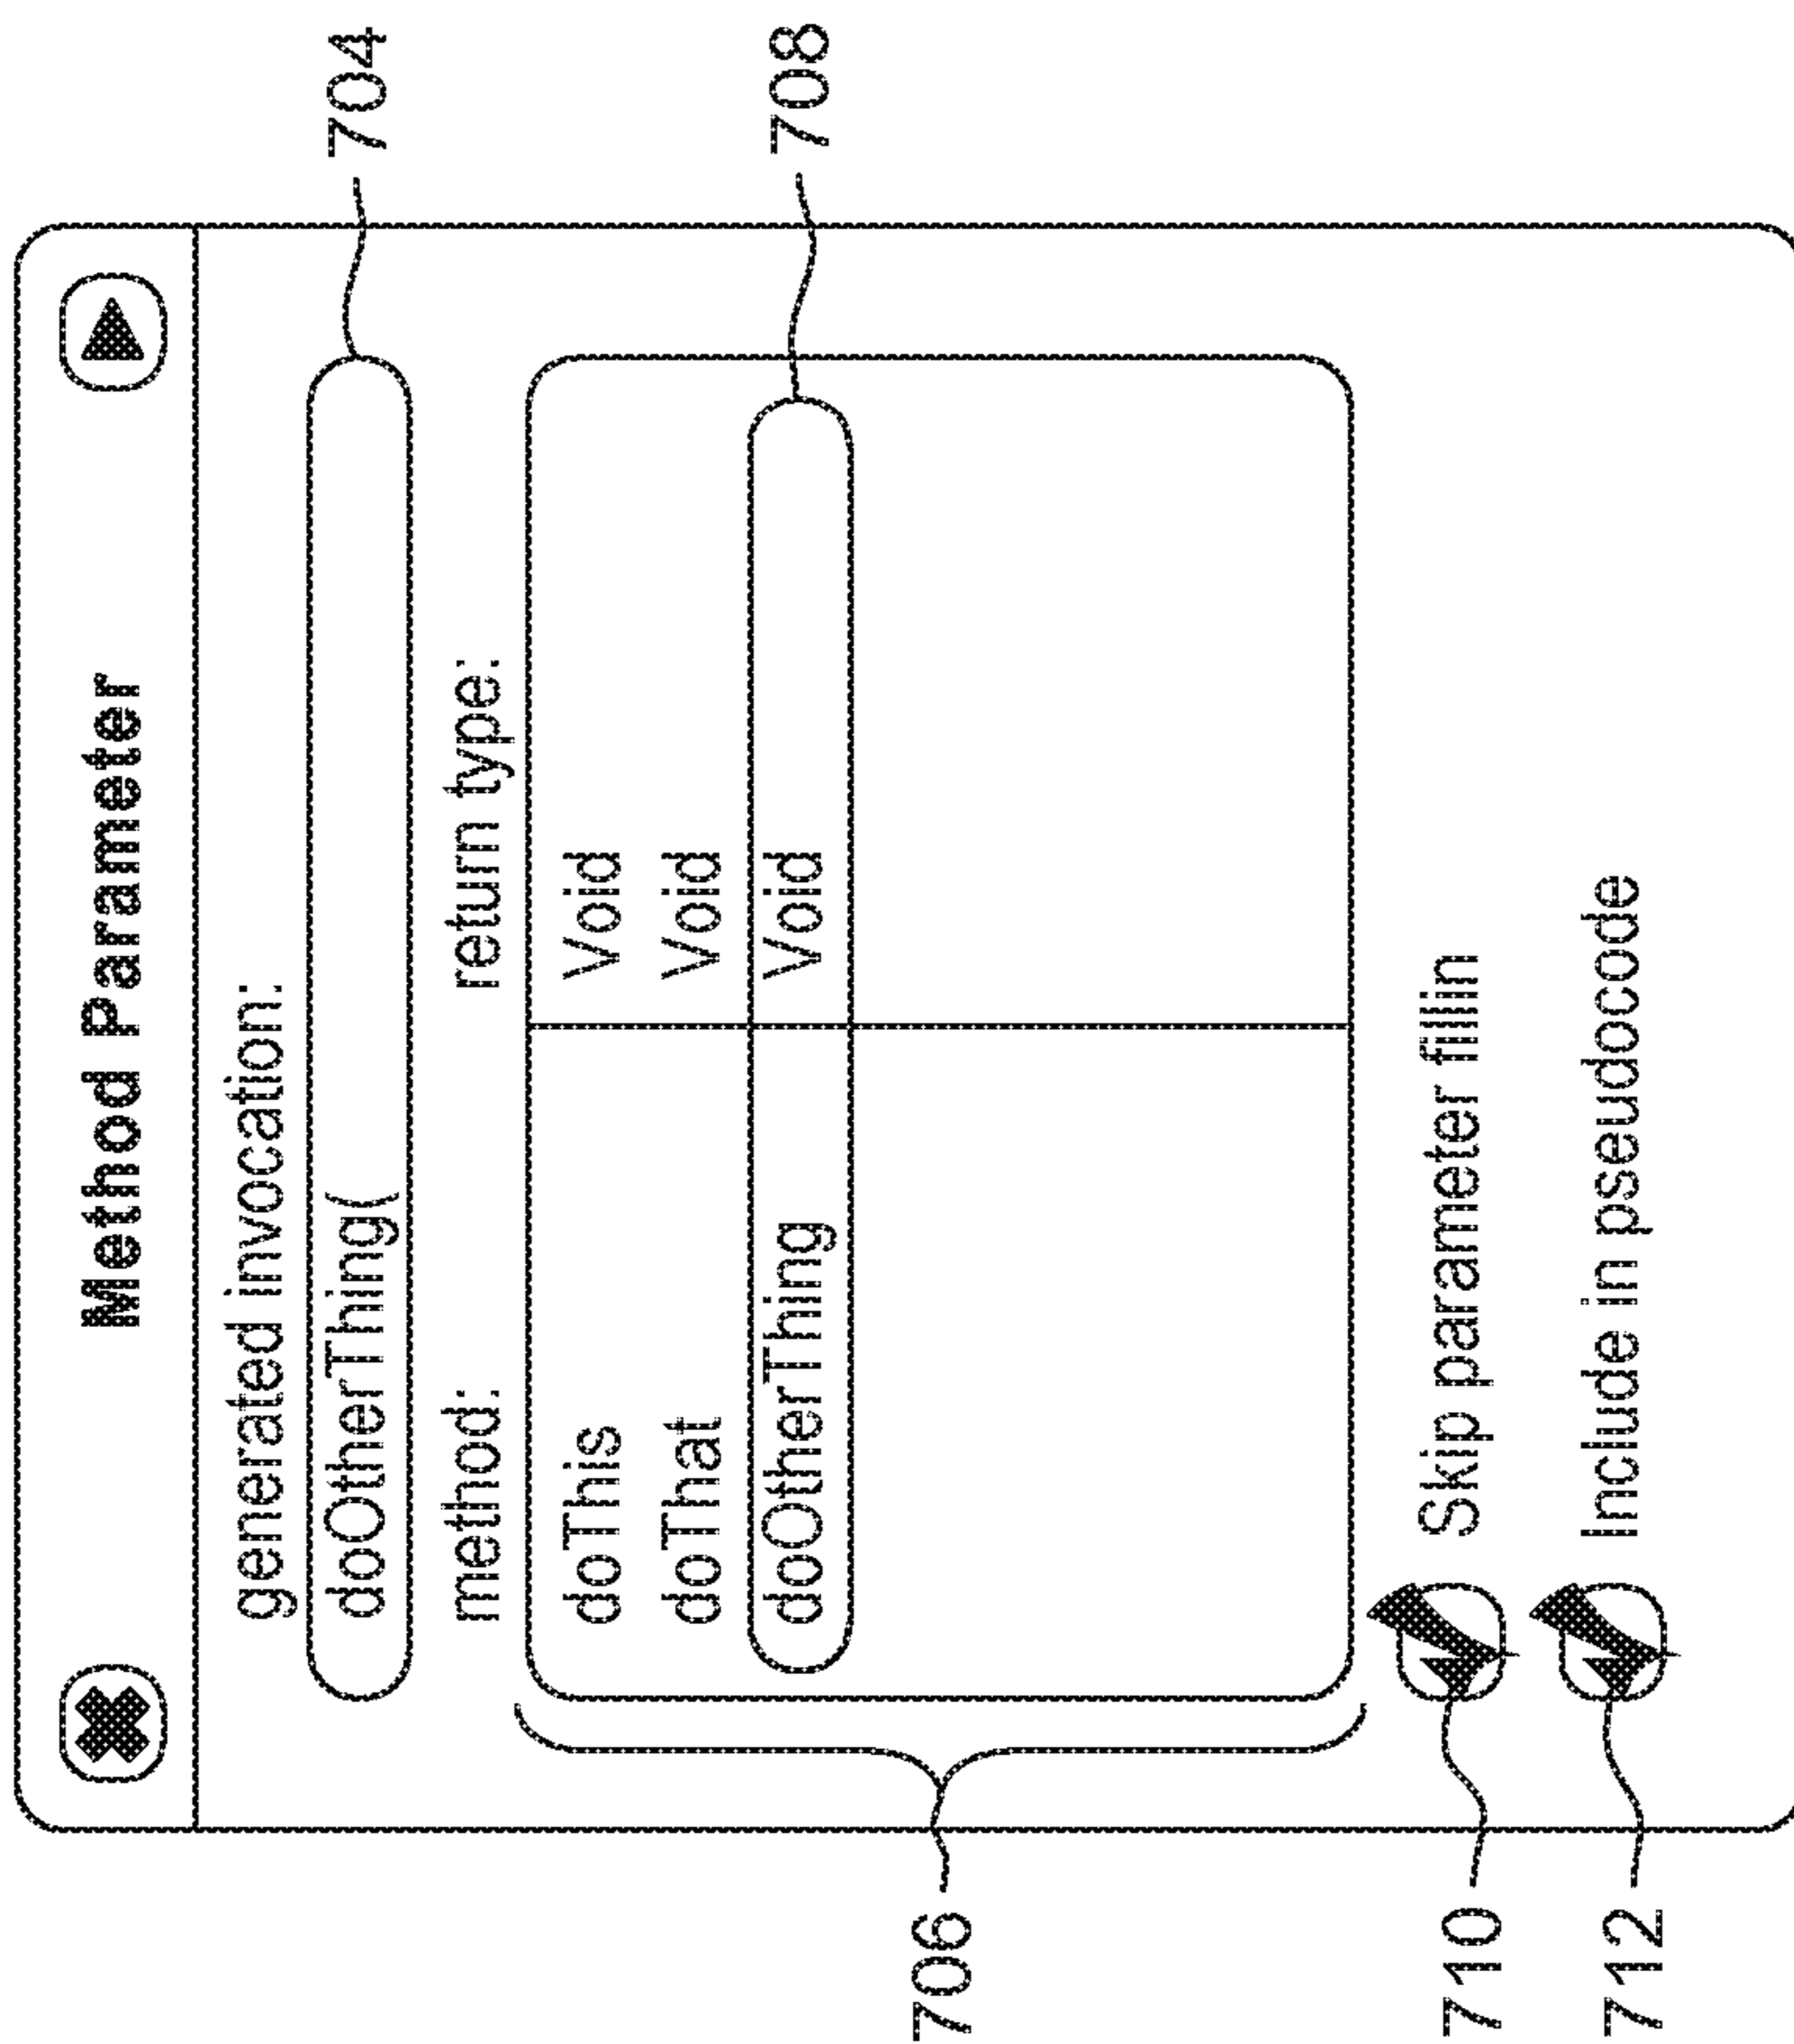 Method Parameter
generated invocation:
doOtherThing(
704
method: return type:
doThis Void
doThat Void
doOtherThing Void
708
706
710 Skip parameter fillin
712 Include in pseudocode